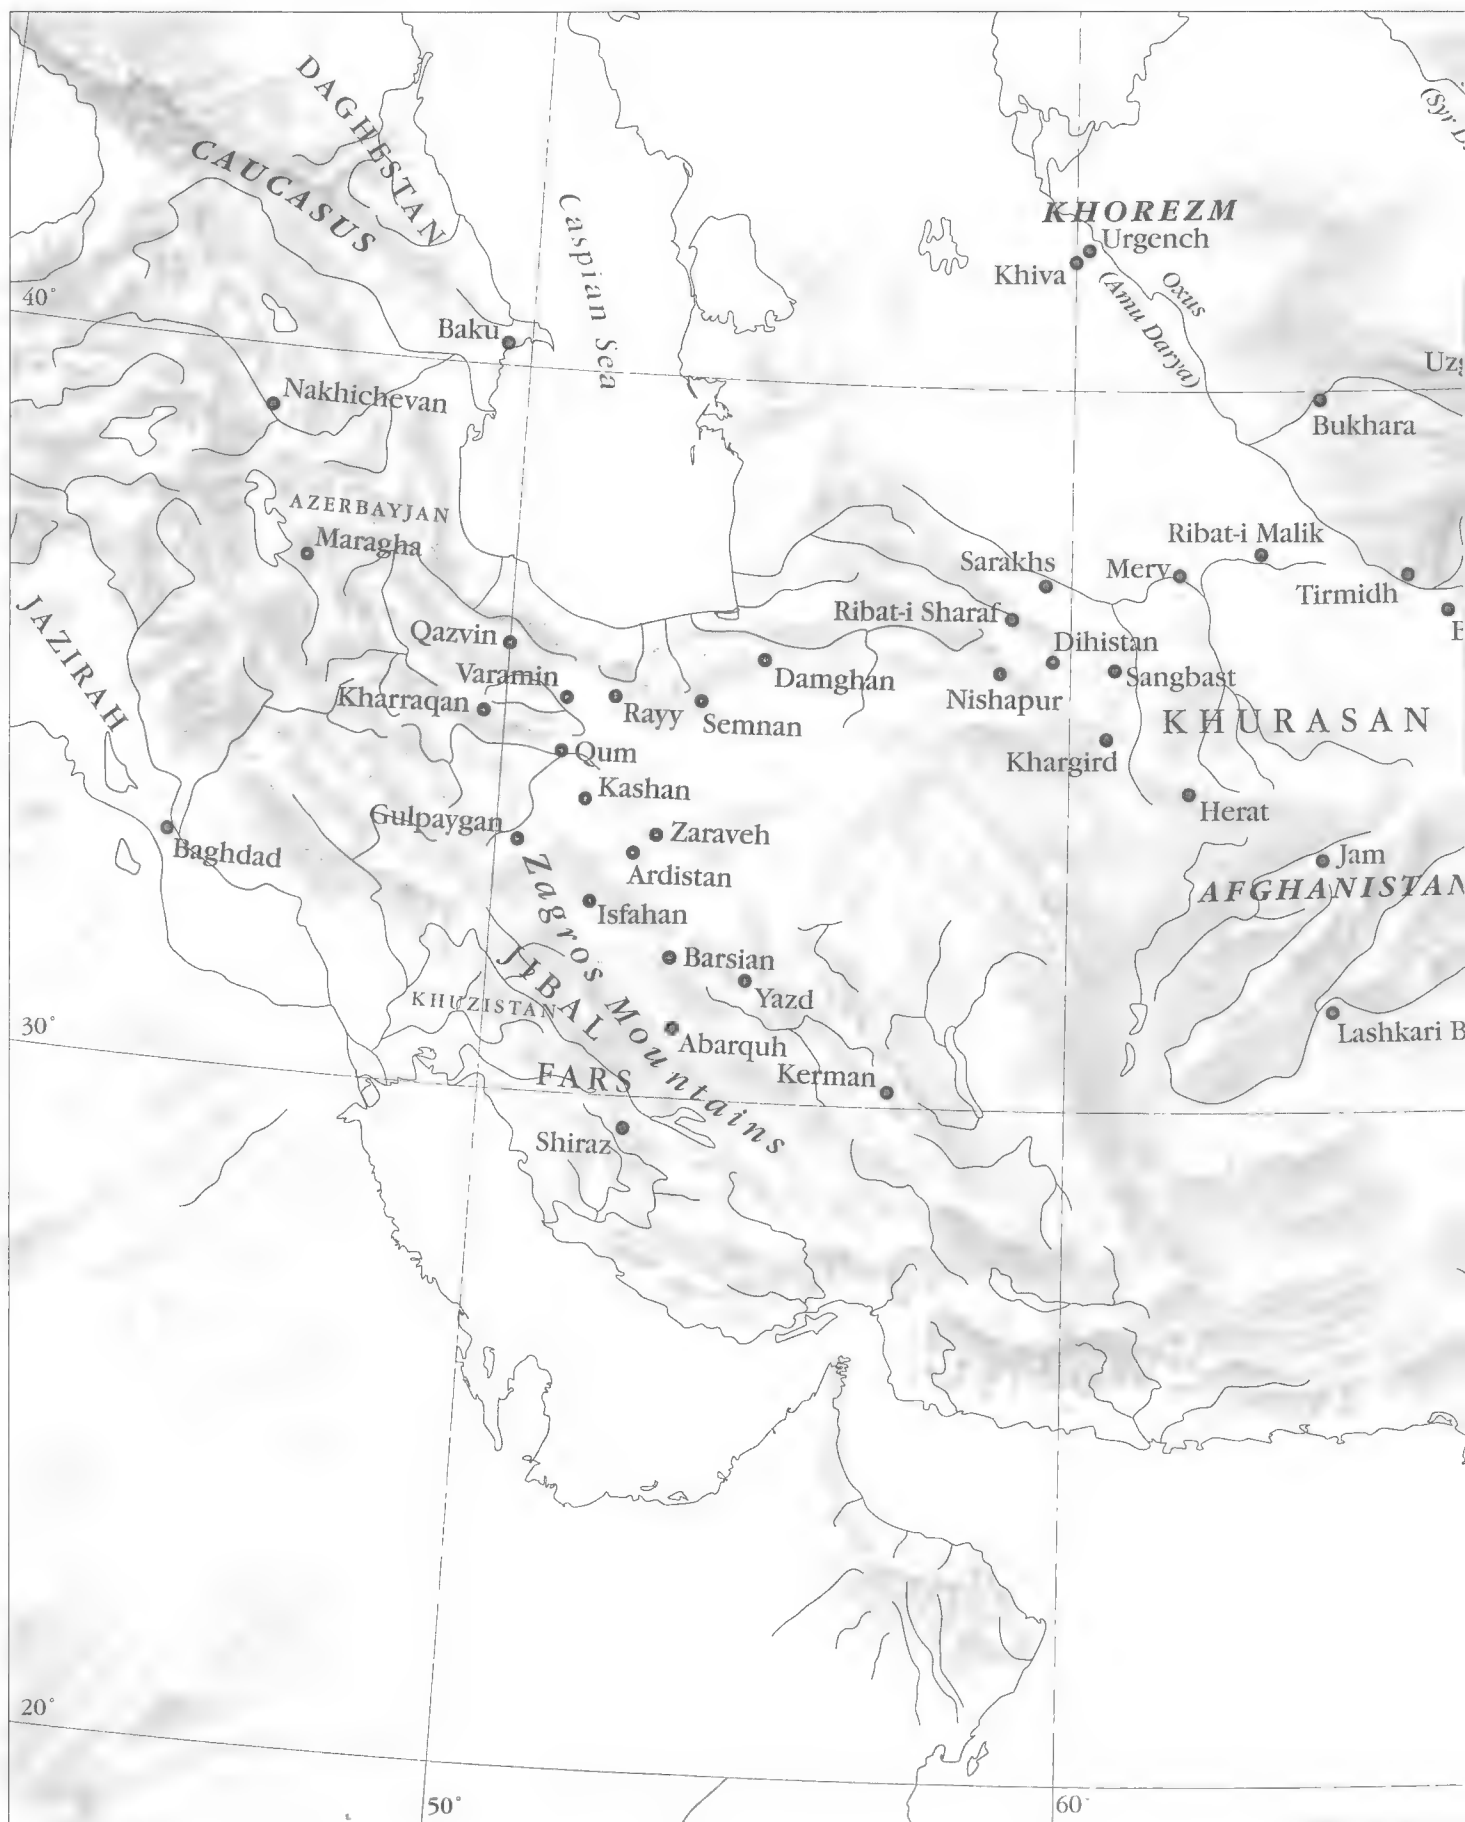 DAGHESTAN
CAUCASUS
Caspian Sea
KHOREZM
Urgench
Khiva
Oxus
(Amu Darya)
(Syr D
40°
Baku
Nakhichevan
Uzg
Bukhara
AZERBAYJAN
Maragha
Ribat-i Malik
Sarakhs
Merv
Tirmidh
JAZIRAH
Ribat-i Sharaf
Qazvin
Dihistan
Varamin
Damghan
Sangbast
Kharraqan
Rayy
Nishapur
Semnan
KHURASAN
Qum
Khargird
Kashan
Herat
Gulpaygan
Zaraveh
Baghdad
Jam
Ardistan
AFGHANISTAN
Isfahan
Zagros Mountains
Barsian
JIBAL
Yazd
KHUZISTAN
30°
Abarquh
Lashkari B
FARS
Kerman
Shiraz
20°
50°
60